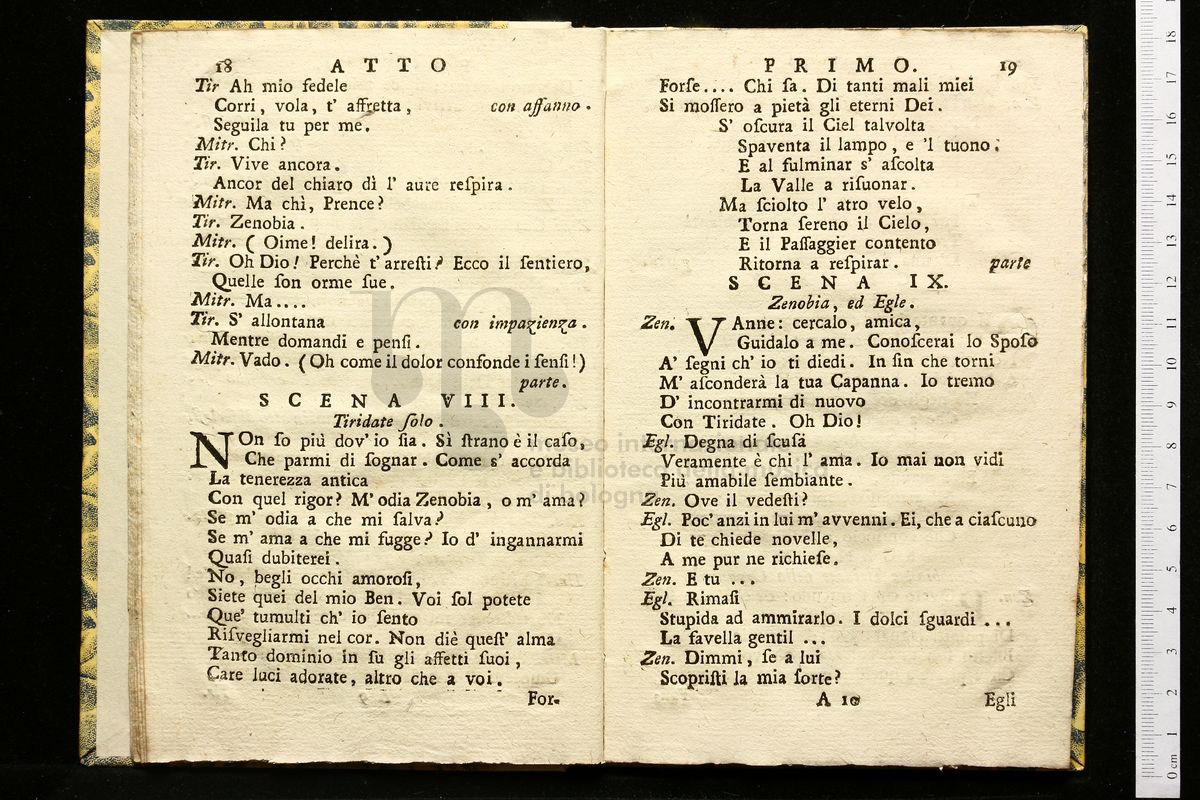 18 ATTO
Tir Ah mio fedele
Corri, vola, t' affretta, con affanno.
Seguila tu per me.
Mitr. Chi?
Tir. Vive ancora.
Ancor del chiaro dì l' aure reſpira.
Mitr. Ma chì, Prence?
Tir. Zenobia.
Mitr. (Oime! delira.)
Tir. Oh Dio! Perchè t'arreſti? Ecco il ſentiero,
Quelle ſon orme ſue.
Mitr. Ma....
Tir. S' allontana con impazienza.
Mentre domandi e penſi.
Mitr. Vado. (Oh come il dolor confonde i ſenſi!)
parte.
SCENA VIII.
Tiridate ſolo.
NOn ſo più dov' io ſia. Sì ſtrano è il caſo,
Che parmi di ſognar. Come s' accorda
La tenerezza antica
Con quel rigor? M' odia Zenobia, o m' ama?
Se m' odia a che mi ſalva?
Se m' ama a che mi fugge? Io d' ingannarmi
Quaſi dubiterei.
No, begli occhi amoroſi,
Siete quei del mio Ben. Voi ſol potete
Que' tumulti ch' io ſento
Riſvegliarmi nel cor. Non diè queſt' alma
Tanto dominio in ſu gli affetti ſuoi,
Care luci adorate, altro che a voi.
For-
PRIMO. 19
Forſe.... Chi ſa. Di tanti mali miei
Si moſſero a pietà gli eterni Dei.
S' oſcura il Ciel talvolta
Spaventa il lampo, e 'l tuono;
E al fulminar s' aſcolta
La Valle a riſuonar.
Ma ſciolto l' atro velo,
Torna ſereno il Cielo,
E il Paſſaggier contento
Ritorna a reſpirar. parte
SCENA IX.
Zenobia, ed Egle.
Zen. VAnne: cercalo, amica,
Guidalo a me. Conoſcerai lo Spoſo
A' ſegni ch' io ti diedi. In ſin che torni
M' aſconderà la tua Capanna. Io tremo
D' incontrarmi di nuovo
Con Tiridate. Oh Dio!
Egl. Degna di ſcuſa
Veramente è chi l' ama. Io mai non vidi
Più amabile ſembiante.
Zen. Ove il vedeſti?
Egl. Poc' anzi in lui m' avvenni. Ei, che a ciaſcuno
Di te chiede novelle,
A me pur ne richieſe.
Zen. E tu ...
Egl. Rimaſi
Stupida ad ammirarlo. I dolci ſguardi ...
La favella gentil ...
Zen. Dimmi, ſe a lui
Scopriſti la mia ſorte?
A 10 Egli